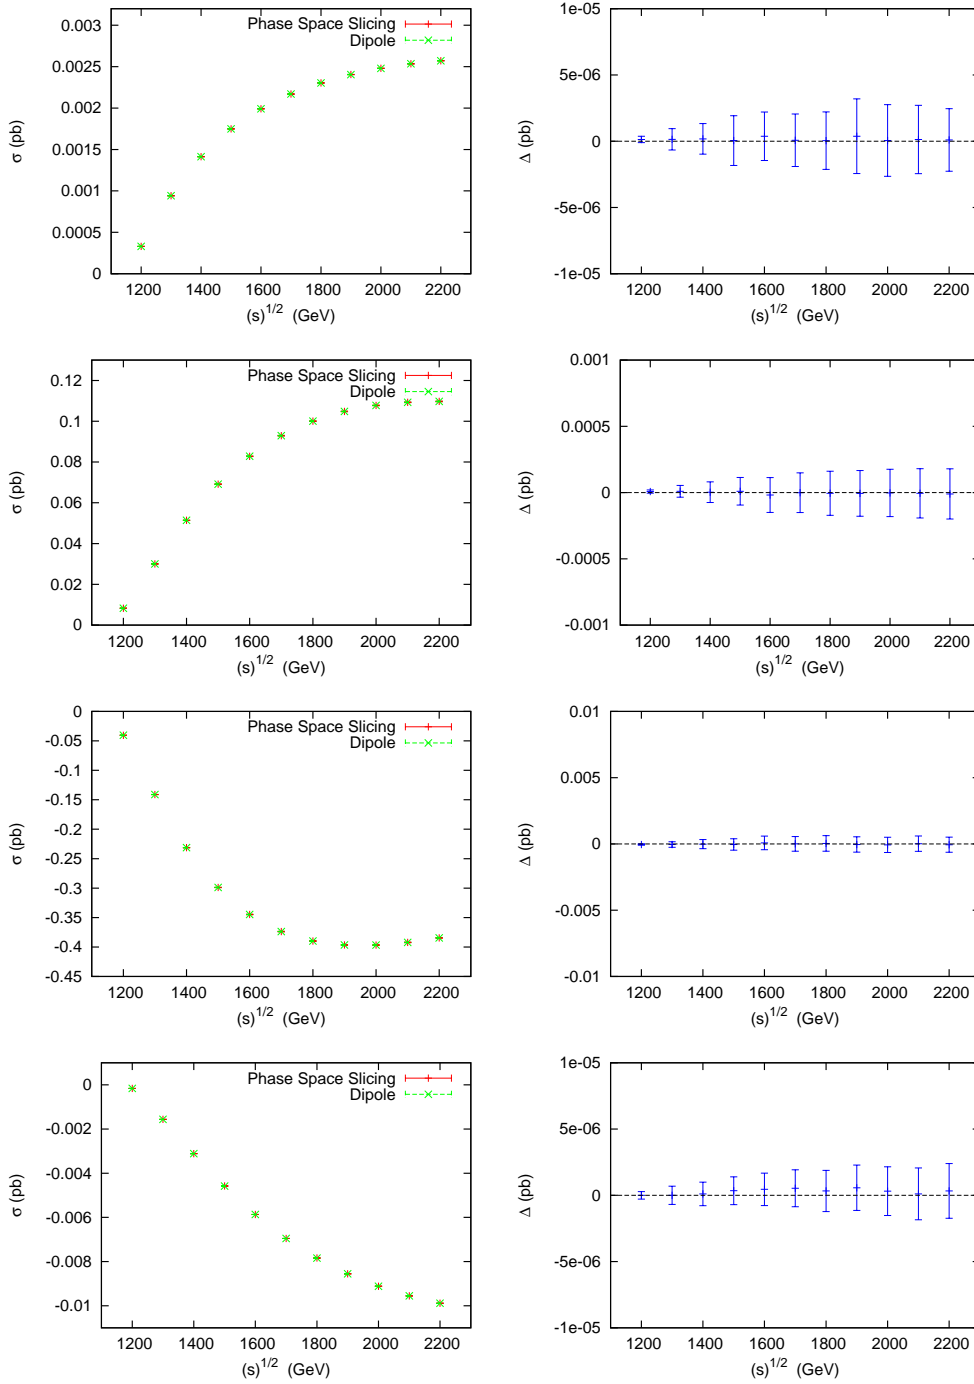 0.003
0.0025
0.002
0.0015
0.001
0.0005
0
σ (pb)
Phase Space Slicing
Dipole
1200 1400 1600 1800 2000 2200
(s)^1/2 (GeV)
1e-05
5e-06
0
-5e-06
-1e-05
Δ (pb)
1200 1400 1600 1800 2000 2200
(s)^1/2 (GeV)
0.12
0.1
0.08
0.06
0.04
0.02
0
σ (pb)
Phase Space Slicing
Dipole
1200 1400 1600 1800 2000 2200
(s)^1/2 (GeV)
0.001
0.0005
0
-0.0005
-0.001
Δ (pb)
1200 1400 1600 1800 2000 2200
(s)^1/2 (GeV)
0
-0.05
-0.1
-0.15
-0.2
-0.25
-0.3
-0.35
-0.4
-0.45
σ (pb)
Phase Space Slicing
Dipole
1200 1400 1600 1800 2000 2200
(s)^1/2 (GeV)
0.01
0.005
0
-0.005
-0.01
Δ (pb)
1200 1400 1600 1800 2000 2200
(s)^1/2 (GeV)
0
-0.002
-0.004
-0.006
-0.008
-0.01
σ (pb)
Phase Space Slicing
Dipole
1200 1400 1600 1800 2000 2200
(s)^1/2 (GeV)
1e-05
5e-06
0
-5e-06
-1e-05
Δ (pb)
1200 1400 1600 1800 2000 2200
(s)^1/2 (GeV)